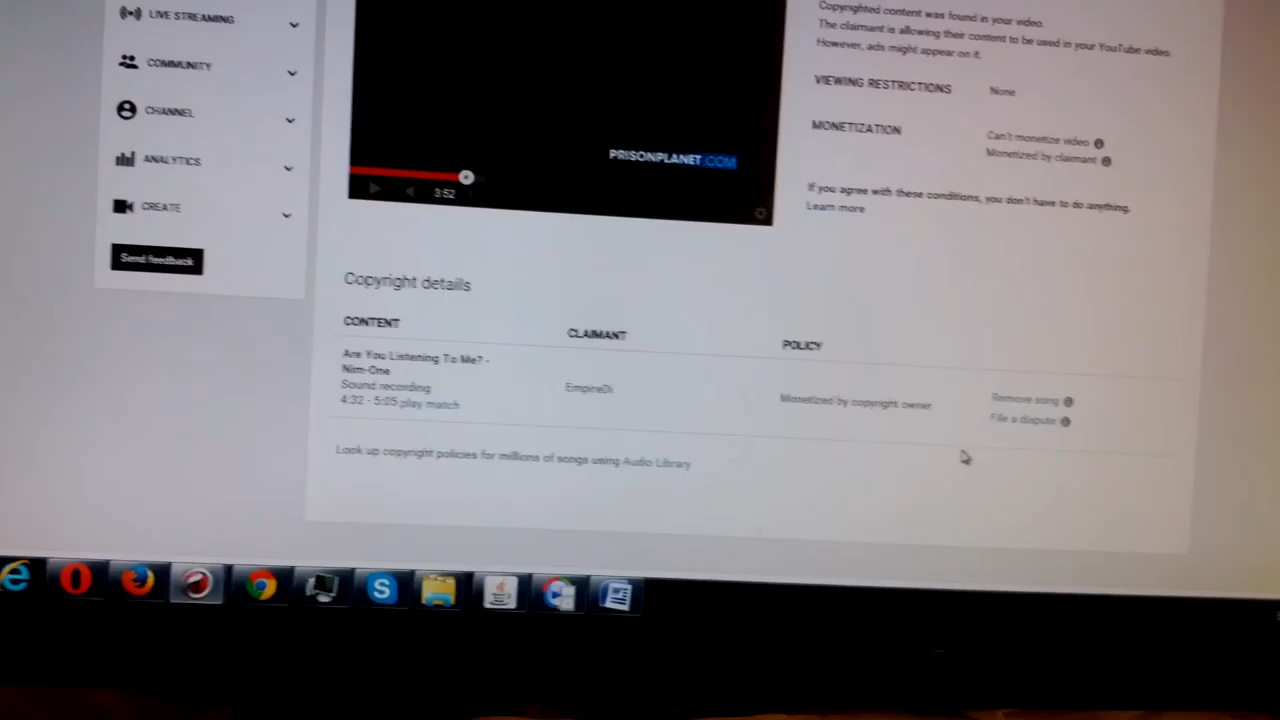 LIVE STREAMING
COMMUNITY
CHANNEL
ANALYTICS
CREATE
Send feedback
PRISONPLANET.COM
3:52
Copyrighted content was found in your video.
The claimant is allowing their content to be used in your YouTube video.
However, ads might appear on it.
VIEWING RESTRICTIONS None
MONETIZATION Can't monetize video
Monetized by claimant
If you agree with these conditions, you don't have to do anything.
Learn more
Copyright details
CONTENT CLAIMANT POLICY
Are You Listening To Me? -
Nim-One
Sound recording
4:32 - 5:05 play match
Monetized by copyright owner
Remove song
File a dispute
Look up copyright policies for millions of songs using Audio Library